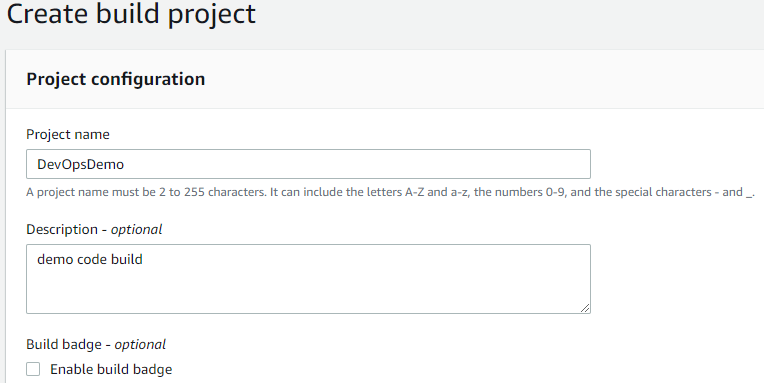 Create build project
Project configuration
Project name
DevOpsDemo
A project name must be 2 to 255 characters. It can include the letters A-Z and a-z, the numbers 0-9, and the special characters - and _.
Description - optional
demo code build
Build badge - optional
Enable build badge